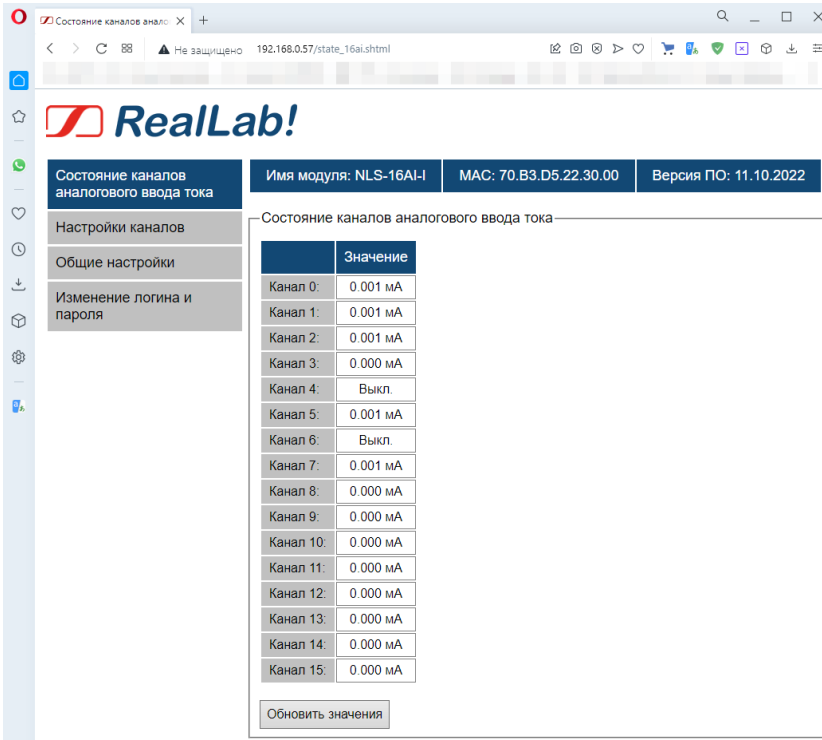 Состояние каналов анало
Не защищено 192.168.0.57/state_16ai.shtml
RealLab!
Состояние каналов
аналогового ввода тока
Настройки каналов
Общие настройки
Изменение логина и
пароля
Имя модуля: NLS-16AI-I
MAC: 70.B3.D5.22.30.00
Версия ПО: 11.10.2022
Состояние каналов аналогового ввода тока
Значение
Канал 0: 0.001 мА
Канал 1: 0.001 мА
Канал 2: 0.001 мА
Канал 3: 0.000 мА
Канал 4: Выкл.
Канал 5: 0.001 мА
Канал 6: Выкл.
Канал 7: 0.001 мА
Канал 8: 0.000 мА
Канал 9: 0.000 мА
Канал 10: 0.000 мА
Канал 11: 0.000 мА
Канал 12: 0.000 мА
Канал 13: 0.000 мА
Канал 14: 0.000 мА
Канал 15: 0.000 мА
Обновить значения